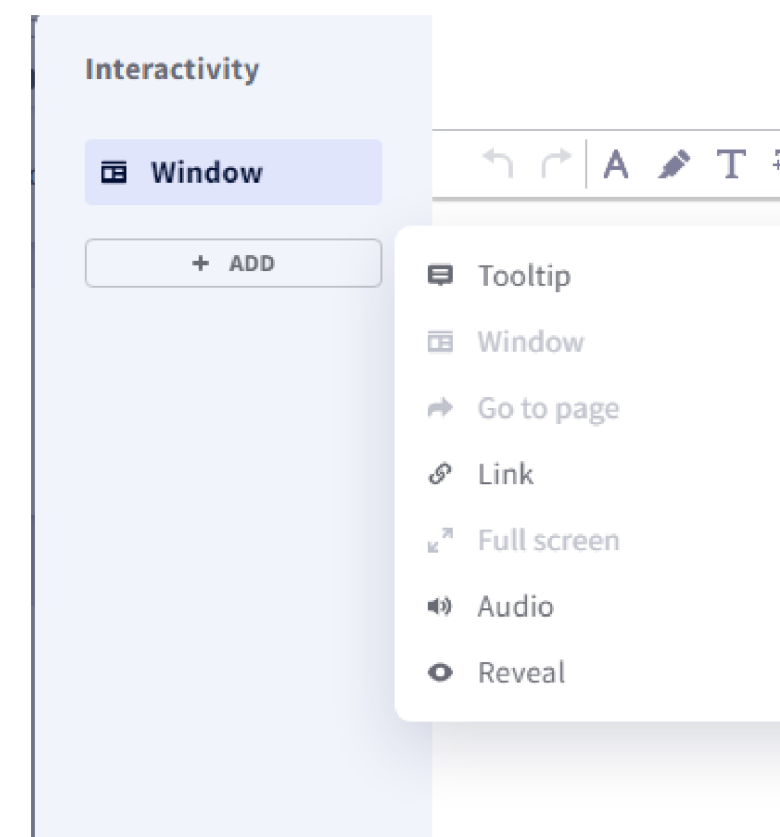 Interactivity
Window
+ ADD
A T
Tooltip
Window
Go to page
Link
Full screen
Audio
Reveal